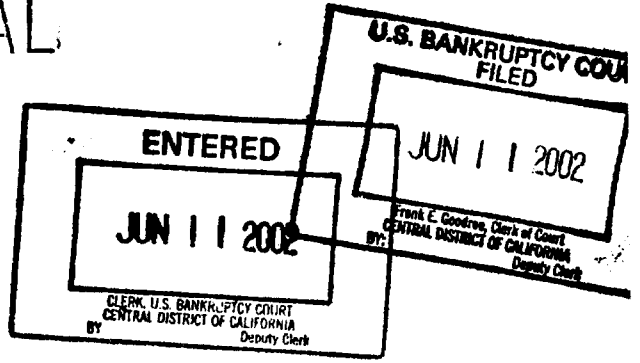 AL
U.S. BANKRUPTCY COU
FILED
JUN 11 2002
Frank E. Goodroe, Clerk of Court
CENTRAL DISTRICT OF CALIFORNIA
BY:
Deputy Clerk
ENTERED
JUN 11 2002
CLERK, U.S. BANKRUPTCY COURT
CENTRAL DISTRICT OF CALIFORNIA
BY
Deputy Clerk